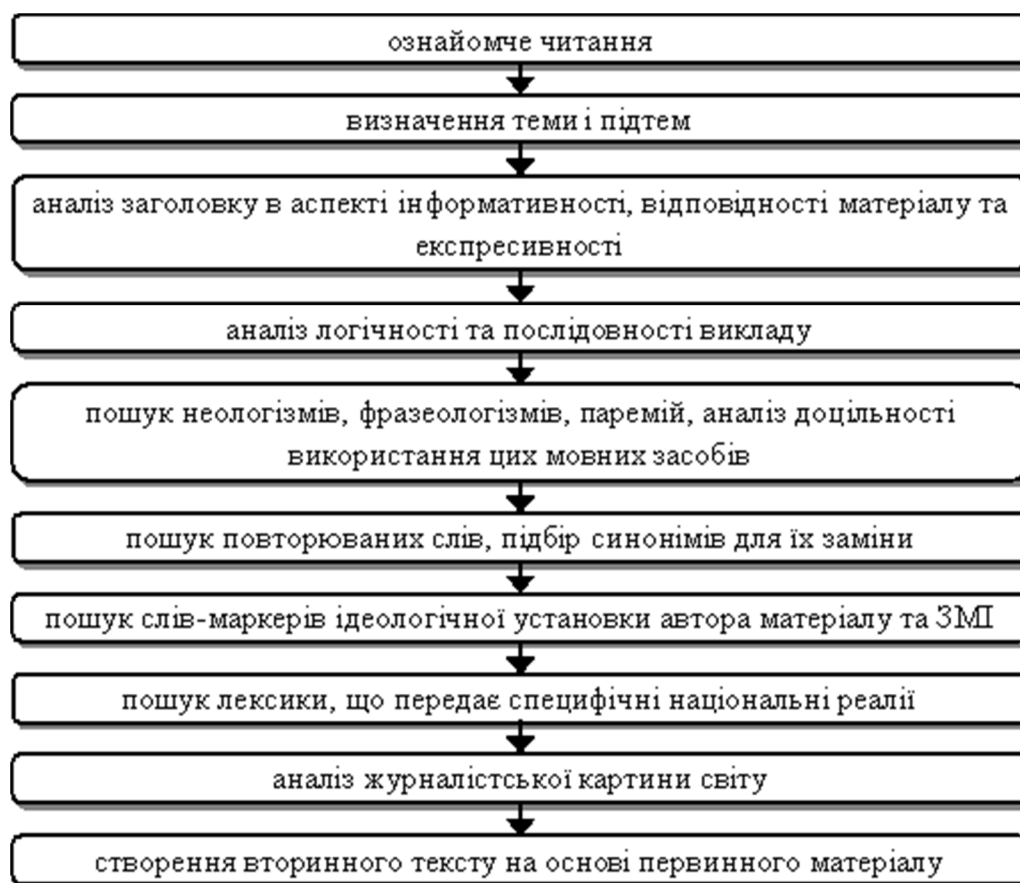 ознайомче читання
визначення теми і підтем
аналіз заголовку в аспекті інформативності, відповідності матеріалу та
експресивності
аналіз логічності та послідовності викладу
пошук неологізмів, фразеологізмів, паремій, аналіз доцільності
використання цих мовних засобів
пошук повторюваних слів, підбір синонімів для їх заміни
пошук слів-маркерів ідеологічної установки автора матеріалу та ЗМІ
пошук лексики, що передає специфічні національні реалії
аналіз журналістської картини світу
створення вторинного тексту на основі первинного матеріалу